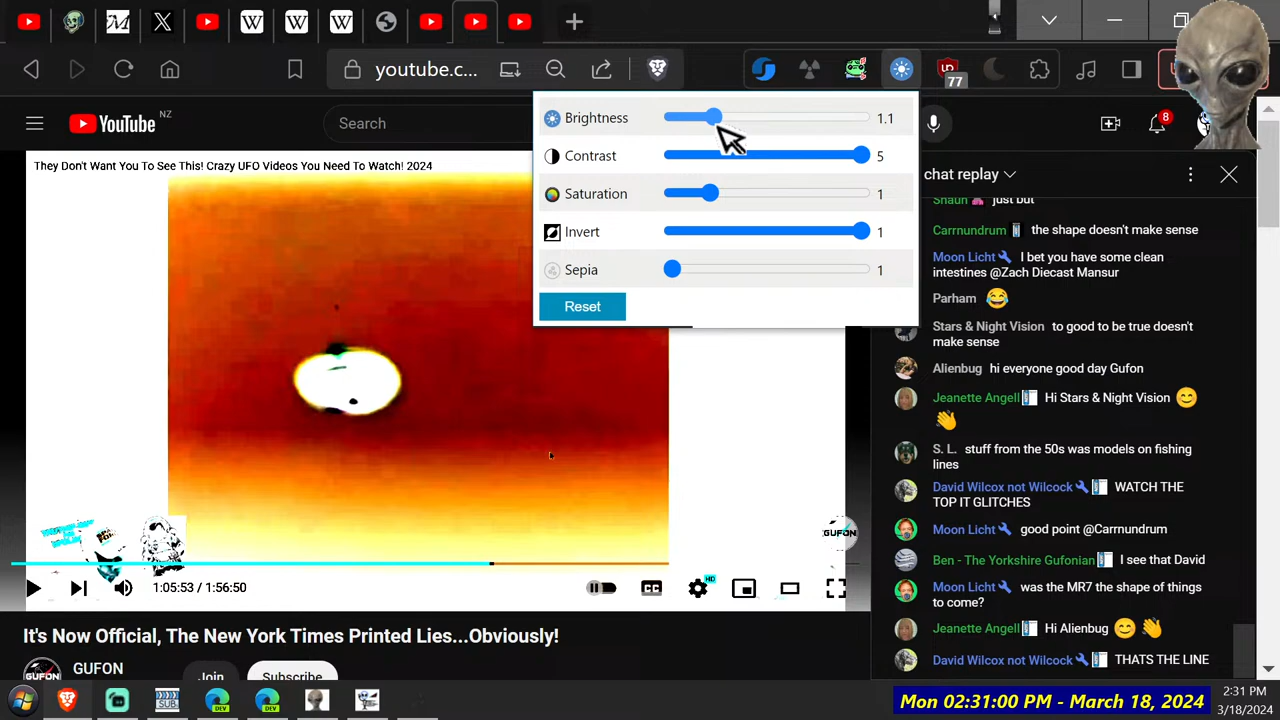 youtube.c...
77
YouTube NZ
Search
8
Brightness 1.1
Contrast 5
Saturation 1
Invert 1
Sepia 1
Reset
They Don't Want You To See This! Crazy UFO Videos You Need To Watch! 2024
GUFON
1:05:53 / 1:56:50
CC
HD
It's Now Official, The New York Times Printed Lies...Obviously!
GUFON
GUFON
Join
Subscribe
chat replay
Shaun just but
Carrnundrum the shape doesn't make sense
Moon Licht I bet you have some clean
intestines @Zach Diecast Mansur
Parham 😂
Stars & Night Vision to good to be true doesn't
make sense
Alienbug hi everyone good day Gufon
Jeanette Angell Hi Stars & Night Vision 😊
👋
S. L. stuff from the 50s was models on fishing
lines
David Wilcox not Wilcock WATCH THE
TOP IT GLITCHES
Moon Licht good point @Carrnundrum
Ben - The Yorkshire Gufonian I see that David
Moon Licht was the MR7 the shape of things
to come?
Jeanette Angell Hi Alienbug 😊 👋
David Wilcox not Wilcock THATS THE LINE
SUB
DEV
DEV
Mon 02:31:00 PM - March 18, 2024
2:31 PM
3/18/2024